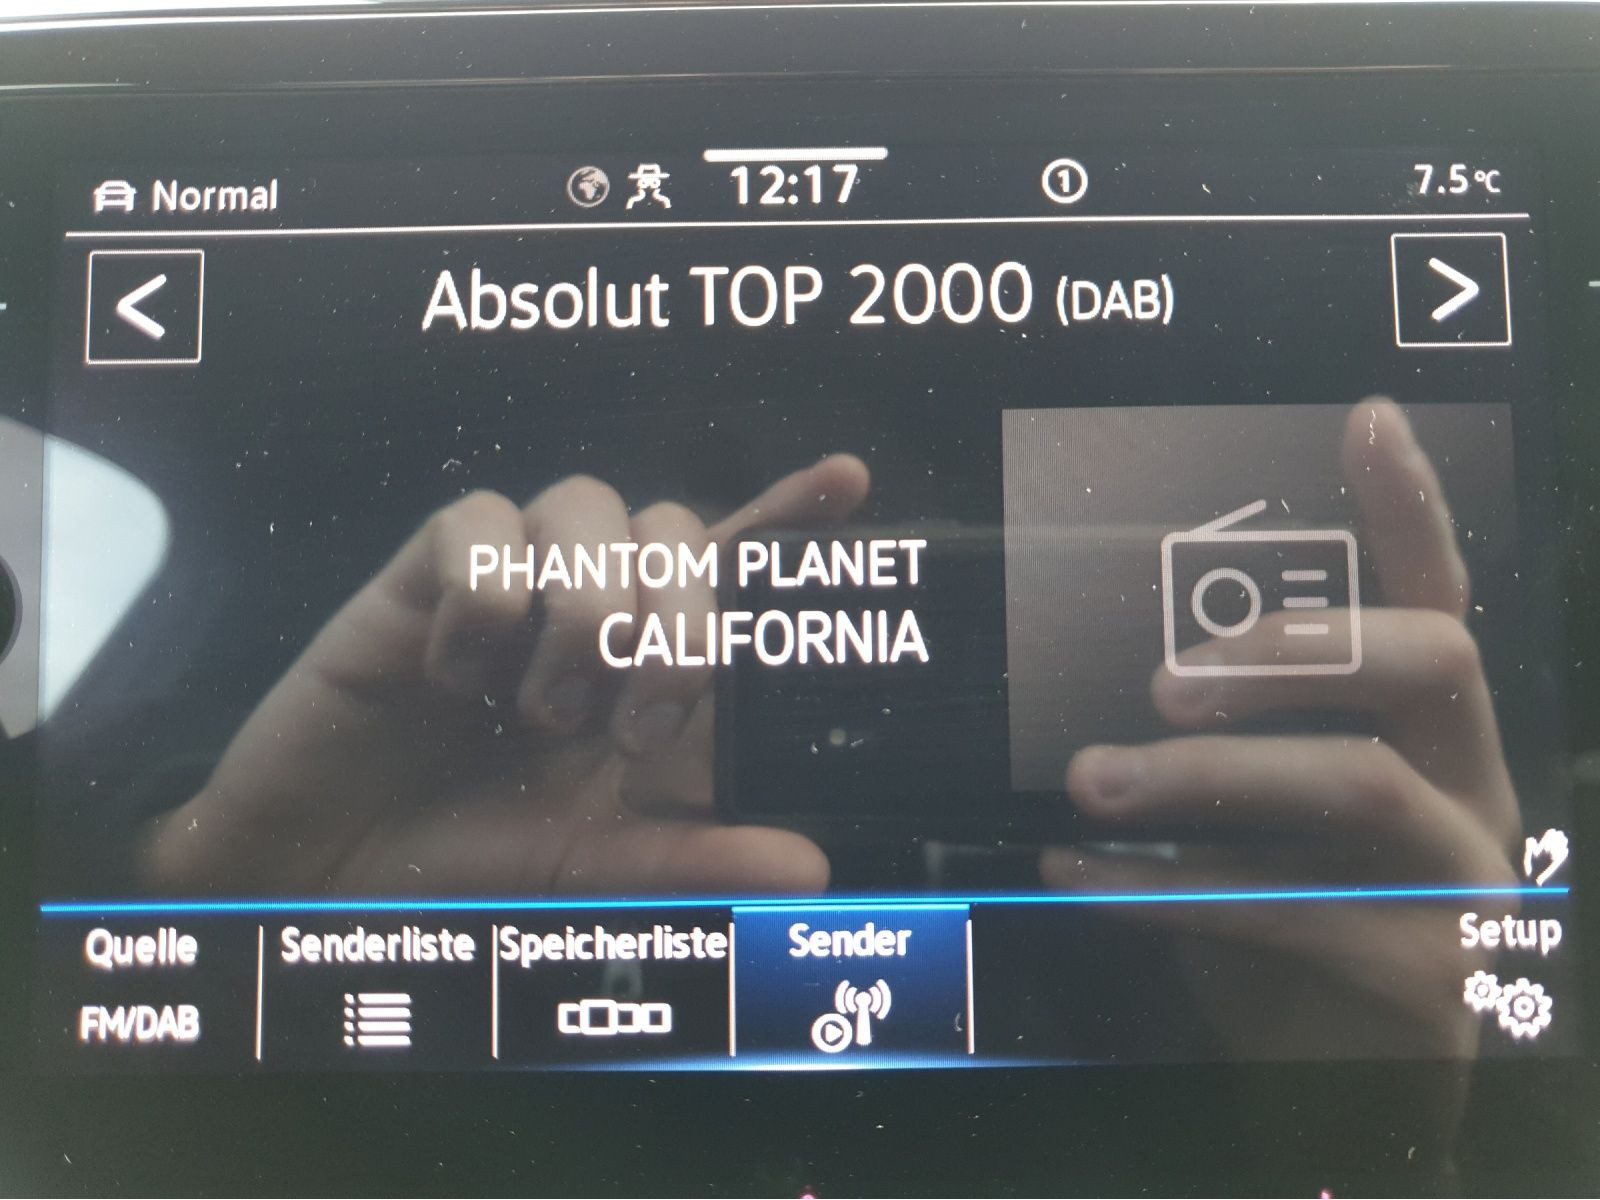 Normal 12:17 1 7.5°C
< Absolut TOP 2000 (DAB) >
PHANTOM PLANET
CALIFORNIA
Quelle Senderliste Speicherliste Sender Setup
FM/DAB